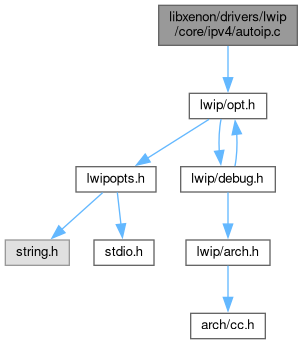 libxenon/drivers/lwip
/core/ipv4/autoip.c
lwip/opt.h
lwipopts.h
lwip/debug.h
string.h
stdio.h
lwip/arch.h
arch/cc.h